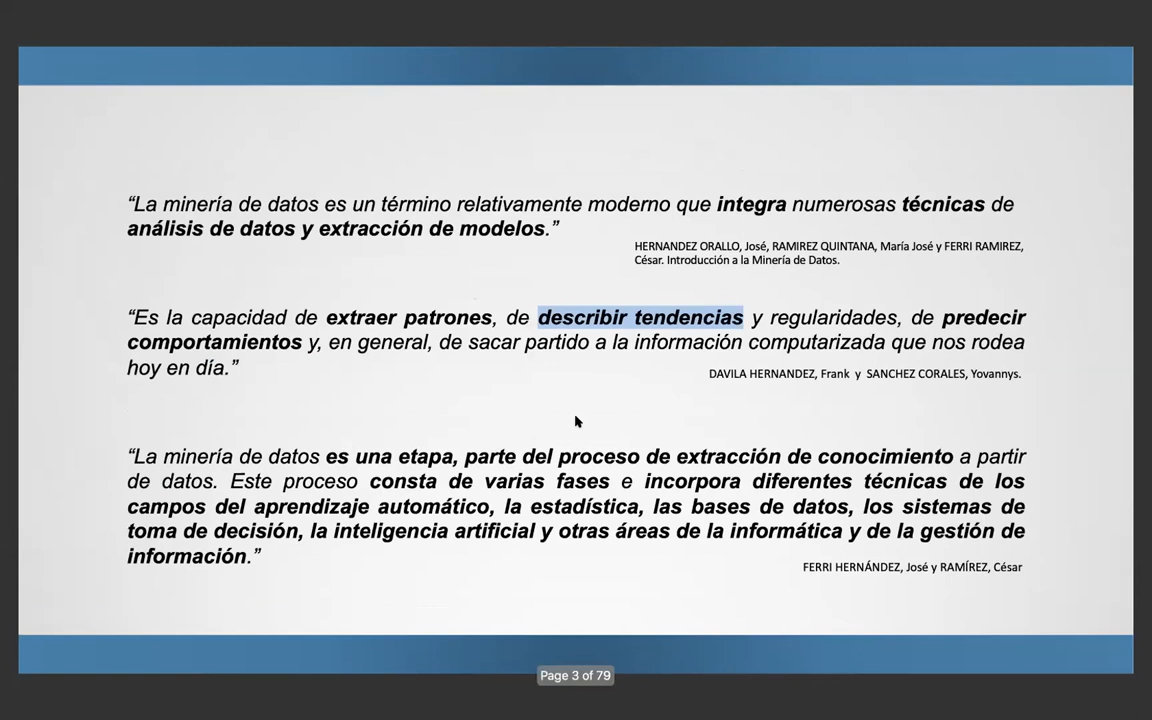 “La minería de datos es un término relativamente moderno que integra numerosas técnicas de
análisis de datos y extracción de modelos.”
HERNANDEZ ORALLO, José, RAMIREZ QUINTANA, María José y FERRI RAMIREZ,
César. Introducción a la Minería de Datos.
“Es la capacidad de extraer patrones, de describir tendencias y regularidades, de predecir
comportamientos y, en general, de sacar partido a la información computarizada que nos rodea
hoy en día.”
DAVILA HERNANDEZ, Frank y SANCHEZ CORALES, Yovannys.
“La minería de datos es una etapa, parte del proceso de extracción de conocimiento a partir
de datos. Este proceso consta de varias fases e incorpora diferentes técnicas de los
campos del aprendizaje automático, la estadística, las bases de datos, los sistemas de
toma de decisión, la inteligencia artificial y otras áreas de la informática y de la gestión de
información.”
FERRI HERNÁNDEZ, José y RAMÍREZ, César
Page 3 of 79